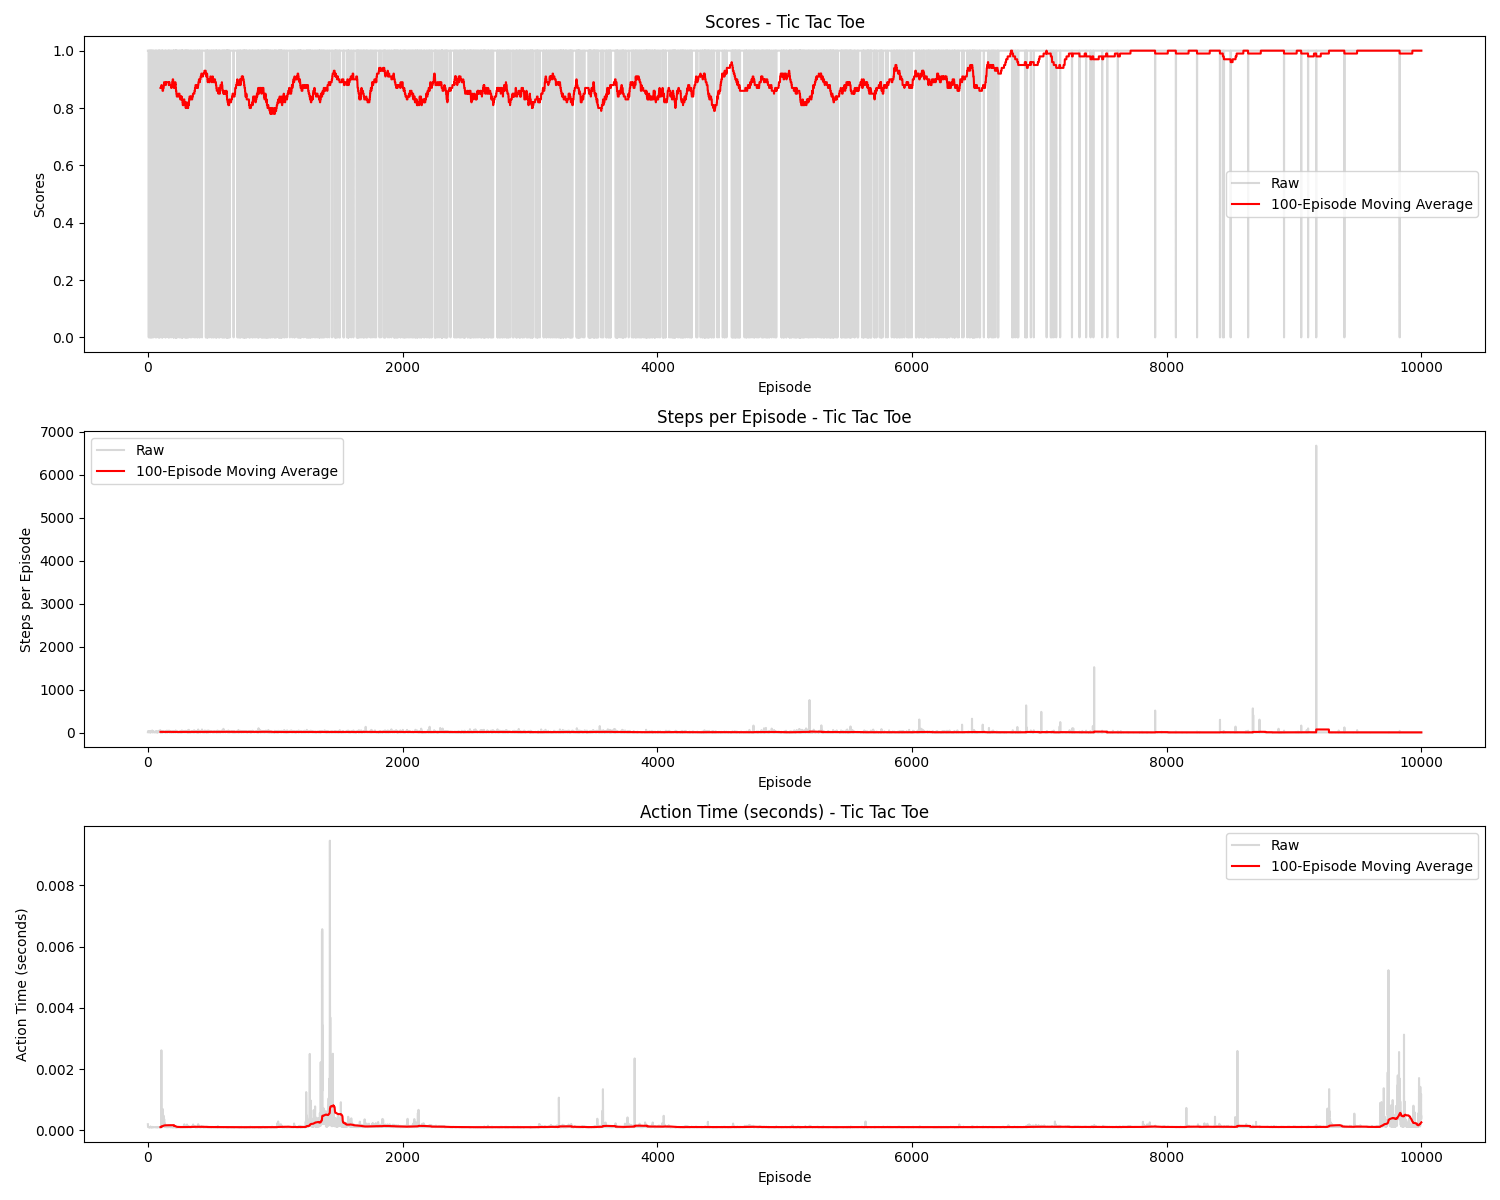 Scores - Tic Tac Toe
1.0
0.8
0.6
0.4
0.2
0.0
Scores
Raw
100-Episode Moving Average
0 2000 4000 6000 8000 10000
Episode
Steps per Episode - Tic Tac Toe
7000
6000
5000
4000
3000
2000
1000
0
Steps per Episode
Raw
100-Episode Moving Average
0 2000 4000 6000 8000 10000
Episode
Action Time (seconds) - Tic Tac Toe
0.008
0.006
0.004
0.002
0.000
Action Time (seconds)
Raw
100-Episode Moving Average
0 2000 4000 6000 8000 10000
Episode